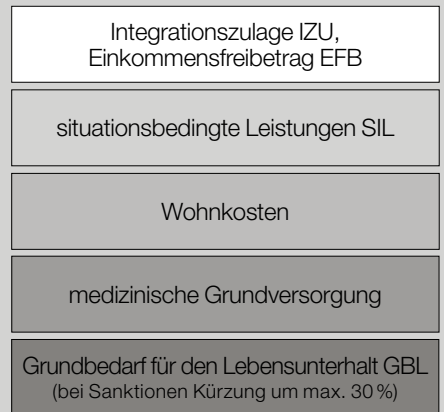 Integrationszulage IZU,
Einkommensfreibetrag EFB
situationsbedingte Leistungen SIL
Wohnkosten
medizinische Grundversorgung
Grundbedarf für den Lebensunterhalt GBL
(bei Sanktionen Kürzung um max. 30 %)